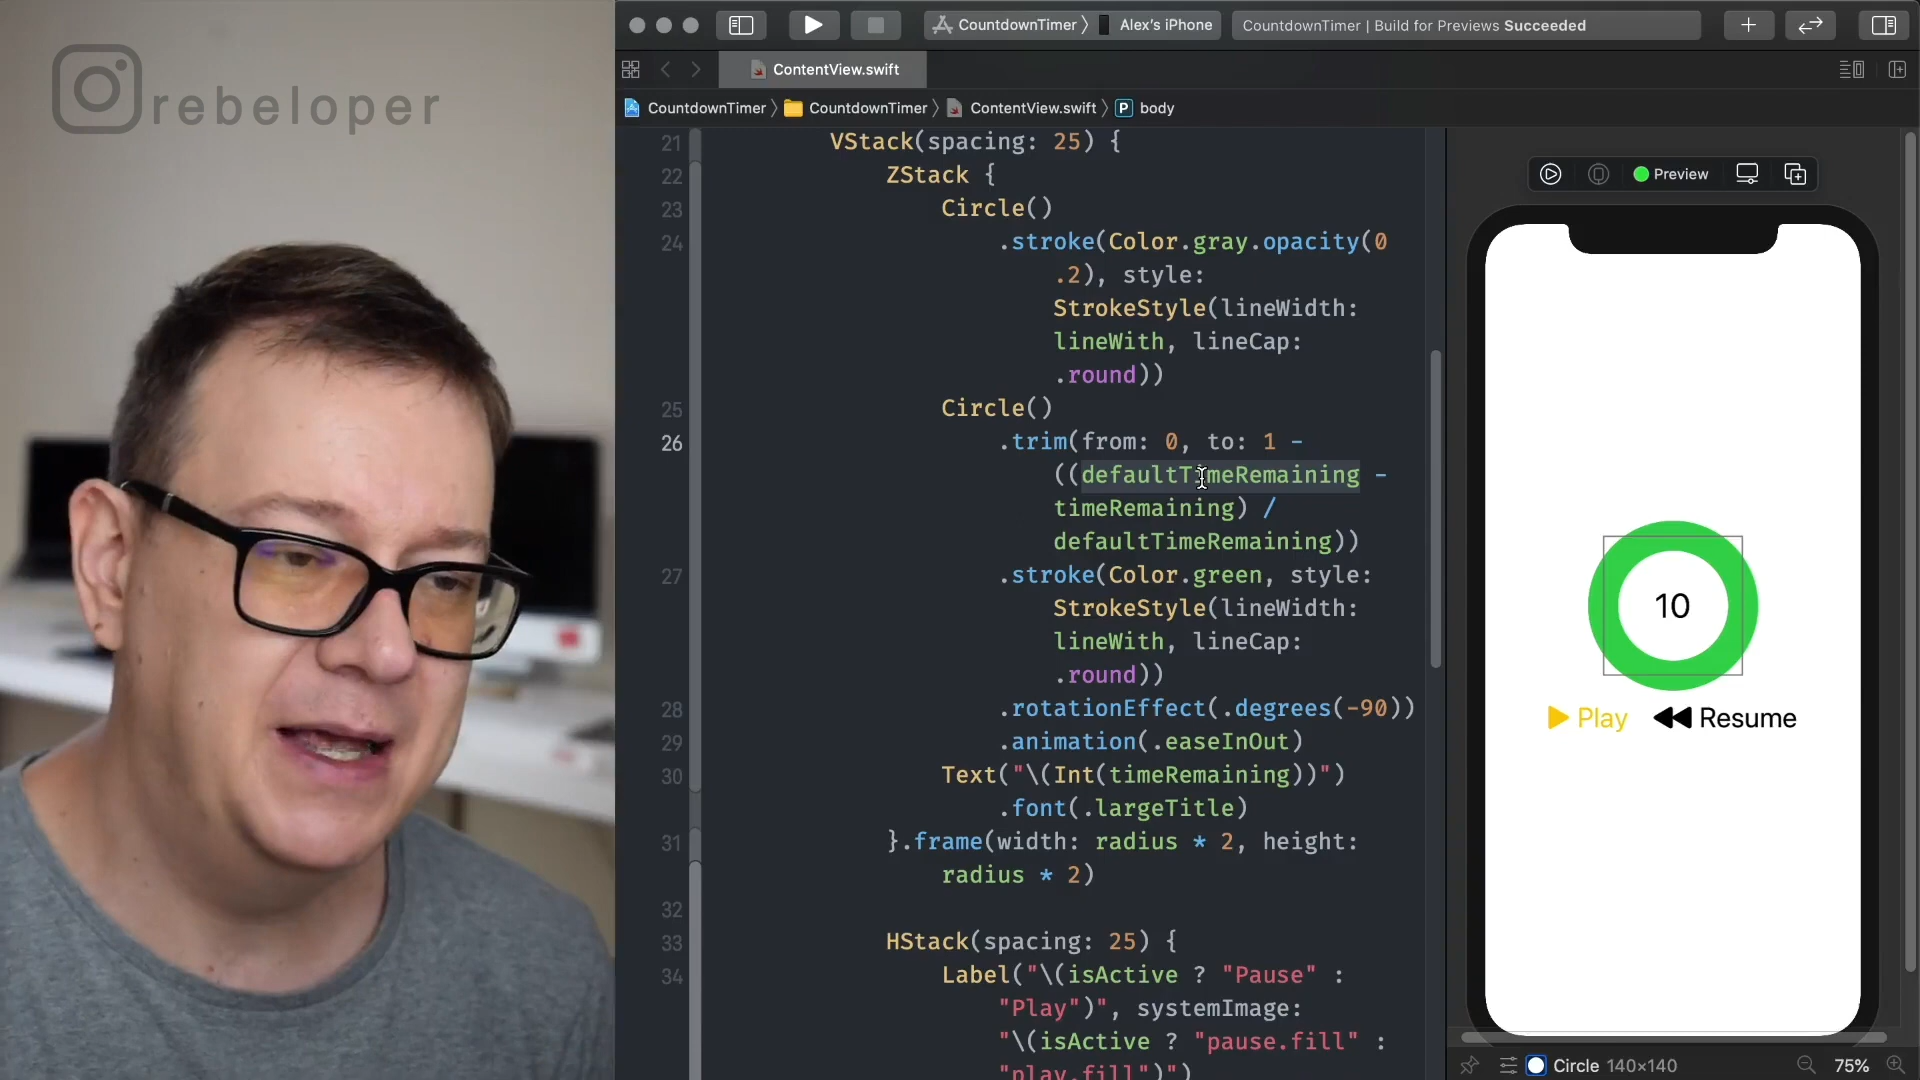 rebeloper
CountdownTimer 〉 Alex's iPhone
CountdownTimer | Build for Previews Succeeded
ContentView.swift
CountdownTimer 〉 CountdownTimer 〉 ContentView.swift 〉 P body
21 VStack(spacing: 25) {
22 ZStack {
23 Circle()
24 .stroke(Color.gray.opacity(0
.2), style:
StrokeStyle(lineWidth:
lineWith, lineCap:
.round))
25 Circle()
26 .trim(from: 0, to: 1 -
((defaultTimeRemaining -
timeRemaining) /
defaultTimeRemaining))
27 .stroke(Color.green, style:
StrokeStyle(lineWidth:
lineWith, lineCap:
.round))
28 .rotationEffect(.degrees(-90))
29 .animation(.easeInOut)
30 Text("\(Int(timeRemaining))")
.font(.largeTitle)
31 }.frame(width: radius * 2, height:
radius * 2)
32
33 HStack(spacing: 25) {
34 Label("\(isActive ? "Pause" :
"Play")", systemImage:
"\(isActive ? "pause.fill" :
"play.fill")")
Preview
10
Play Resume
Circle 140×140
75%